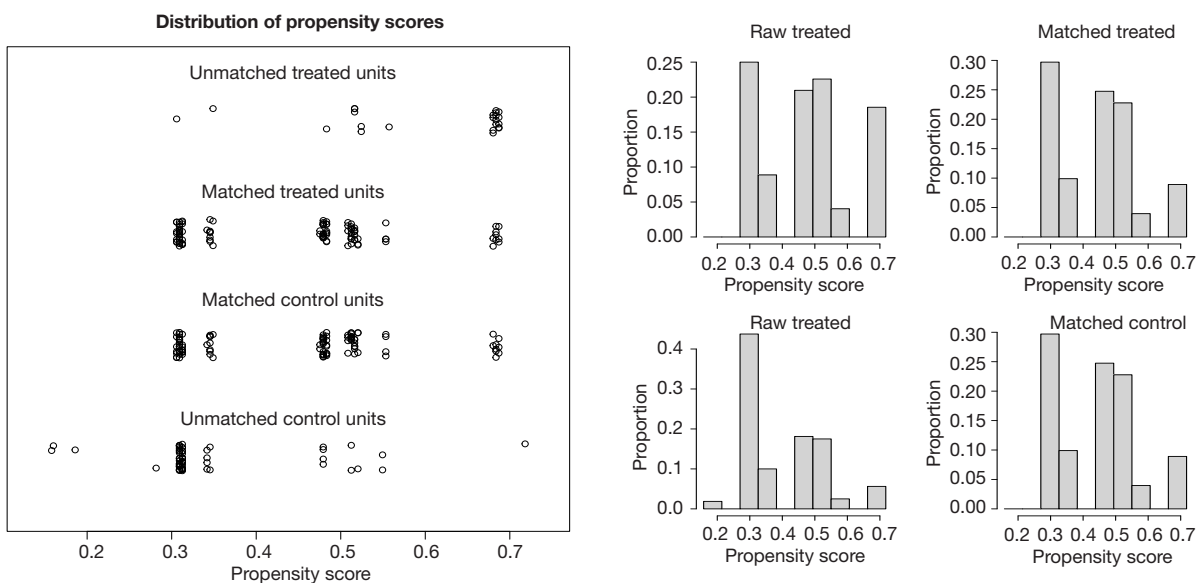 Distribution of propensity scores
Unmatched treated units
Matched treated units
Matched control units
Unmatched control units
0.2 0.3 0.4 0.5 0.6 0.7
Propensity score
Raw treated
0.25
0.20
0.15
0.10
0.05
0.00
Proportion
0.2 0.3 0.4 0.5 0.6 0.7
Propensity score
Matched treated
0.30
0.25
0.20
0.15
0.10
0.05
0.00
Proportion
0.2 0.3 0.4 0.5 0.6 0.7
Propensity score
Raw treated
0.4
0.3
0.2
0.1
0.0
Proportion
0.2 0.3 0.4 0.5 0.6 0.7
Propensity score
Matched control
0.30
0.25
0.20
0.15
0.10
0.05
0.00
Proportion
0.2 0.3 0.4 0.5 0.6 0.7
Propensity score